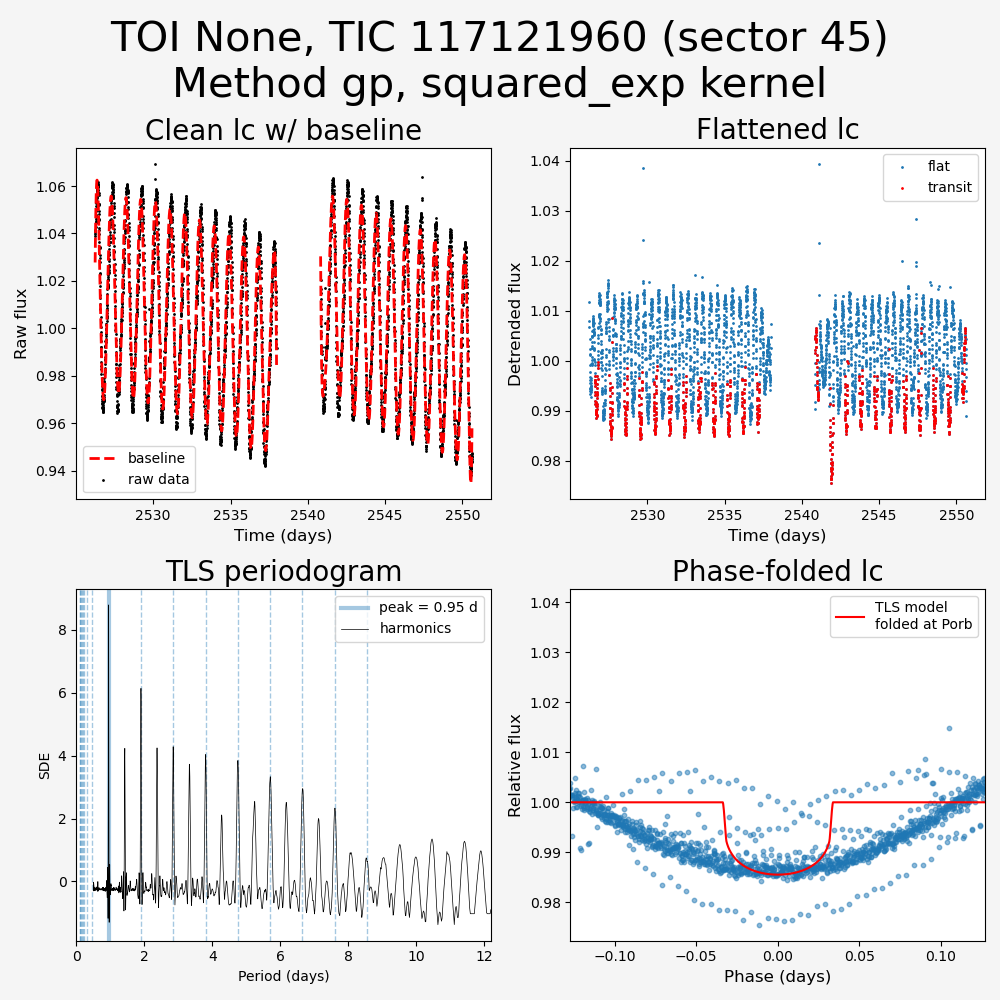 TOI None, TIC 117121960 (sector 45)
Method gp, squared_exp kernel
Clean lc w/ baseline
Raw flux
1.06
1.04
1.02
1.00
0.98
0.96
0.94
baseline
raw data
2530
2535
2540
2545
2550
Time (days)
Flattened lc
Detrended flux
1.04
1.03
1.02
1.01
1.00
0.99
0.98
flat
transit
2530
2535
2540
2545
2550
Time (days)
TLS periodogram
SDE
8
6
4
2
0
peak = 0.95 d
harmonics
0
2
4
6
8
10
12
Period (days)
Phase-folded lc
Relative flux
1.04
1.03
1.02
1.01
1.00
0.99
0.98
TLS model
folded at Porb
−0.10
−0.05
0.00
0.05
0.10
Phase (days)